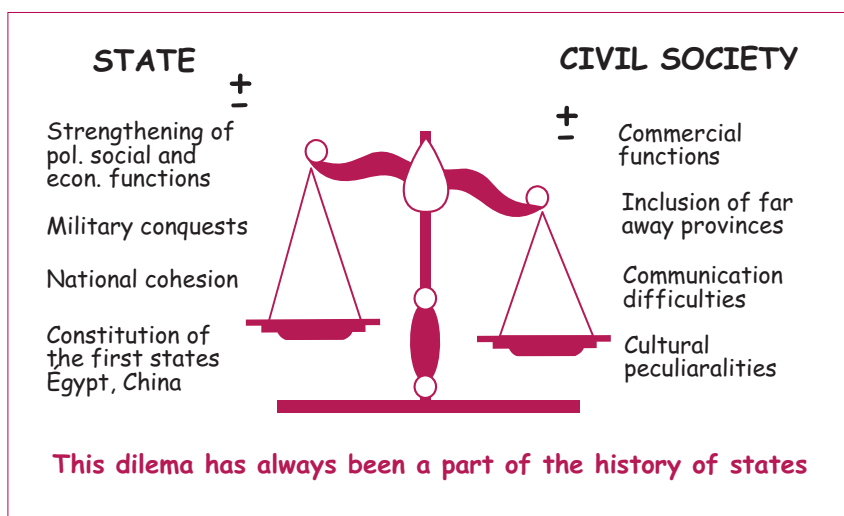 STATE
±
Strengthening of
pol. social and
econ. functions
Military conquests
National cohesion
Constitution of
the first states
Égypt, China
CIVIL SOCIETY
±
Commercial
functions
Inclusion of far
away provinces
Communication
difficulties
Cultural
peculiaralities
This dilema has always been a part of the history of states